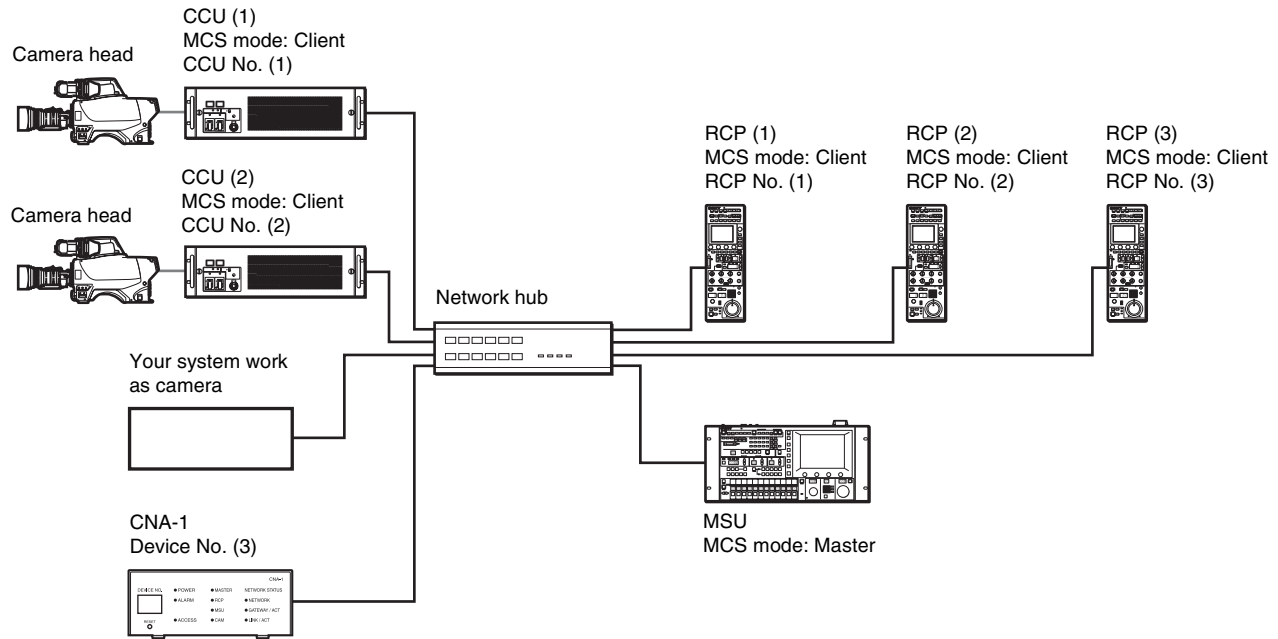 CCU (1)
MCS mode: Client
CCU No. (1)
Camera head
CCU (2)
MCS mode: Client
CCU No. (2)
Camera head
RCP (1)
MCS mode: Client
RCP No. (1)
RCP (2)
MCS mode: Client
RCP No. (2)
RCP (3)
MCS mode: Client
RCP No. (3)
Network hub
Your system work
as camera
MSU
MCS mode: Master
CNA-1
Device No. (3)
CNA-1
DEVICE NO.
POWER
MASTER
NETWORK STATUS
ALARM
RCP
NETWORK
MSU
GATEWAY / ACT
RESET
ACCESS
CAM
LINK / ACT